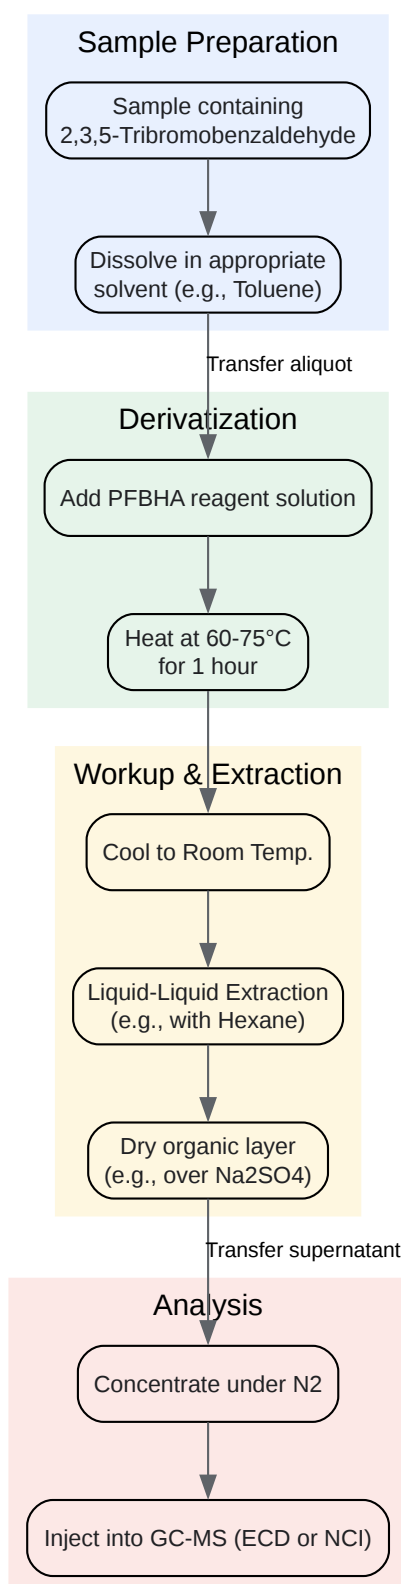 Sample Preparation
Sample containing
2,3,5-Tribromobenzaldehyde
Dissolve in appropriate
solvent (e.g., Toluene)
Transfer aliquot
Derivatization
Add PFBHA reagent solution
Heat at 60-75°C
for 1 hour
Workup & Extraction
Cool to Room Temp.
Liquid-Liquid Extraction
(e.g., with Hexane)
Dry organic layer
(e.g., over Na2SO4)
Transfer supernatant
Analysis
Concentrate under N2
Inject into GC-MS (ECD or NCI)